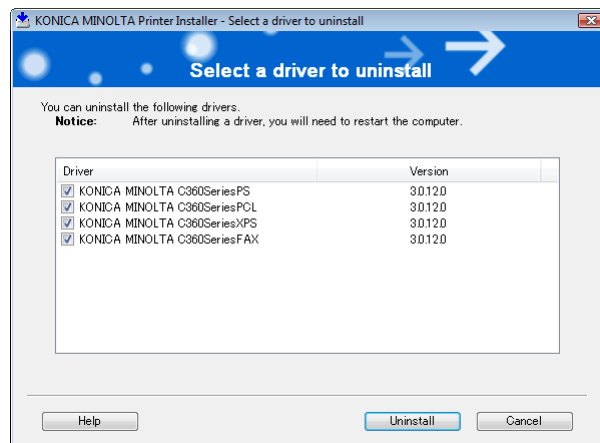 KONICA MINOLTA Printer Installer - Select a driver to uninstall
Select a driver to uninstall
You can uninstall the following drivers.
Notice: After uninstalling a driver, you will need to restart the computer.
Driver Version
KONICA MINOLTA C360SeriesPS 3.0.12.0
KONICA MINOLTA C360SeriesPCL 3.0.12.0
KONICA MINOLTA C360SeriesXPS 3.0.12.0
KONICA MINOLTA C360SeriesFAX 3.0.12.0
Help Uninstall Cancel